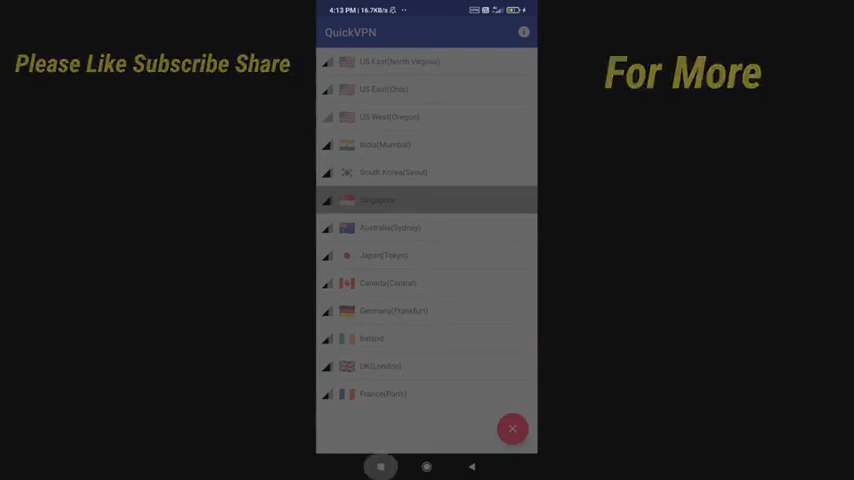 4:13 PM | 16.7KB/s
QuickVPN
Please Like Subscribe Share
For More
US East(North Virginia)
US East(Ohio)
US West(Oregon)
India(Mumbai)
South Korea(Seoul)
Singapore
Australia(Sydney)
Japan(Tokyo)
Canada(Central)
Germany(Frankfurt)
Ireland
UK(London)
France(Paris)